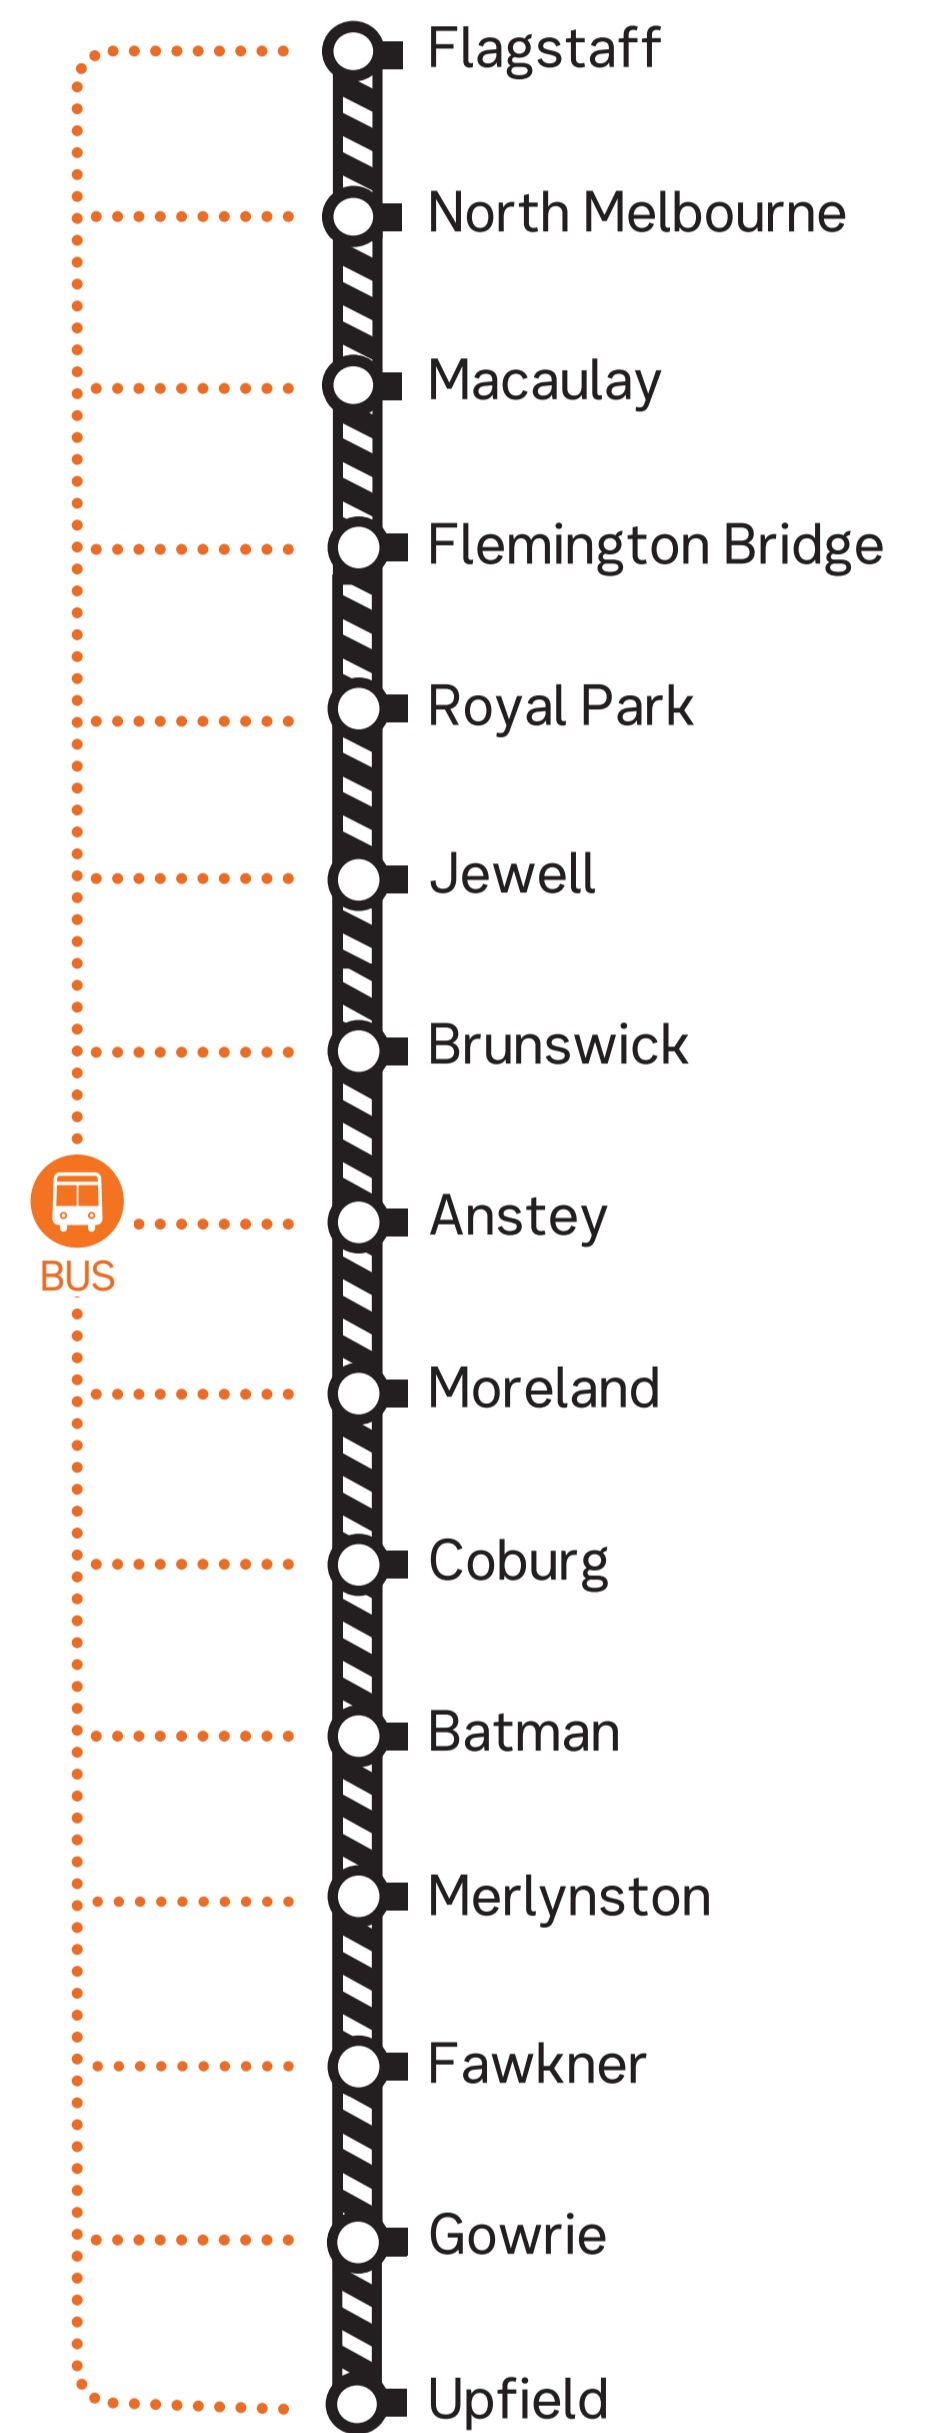 Flagstaff
North Melbourne
Macaulay
Flemington Bridge
Royal Park
Jewell
Brunswick
Anstey
BUS
Moreland
Coburg
Batman
Merlynston
Fawkner
Gowrie
Upfield